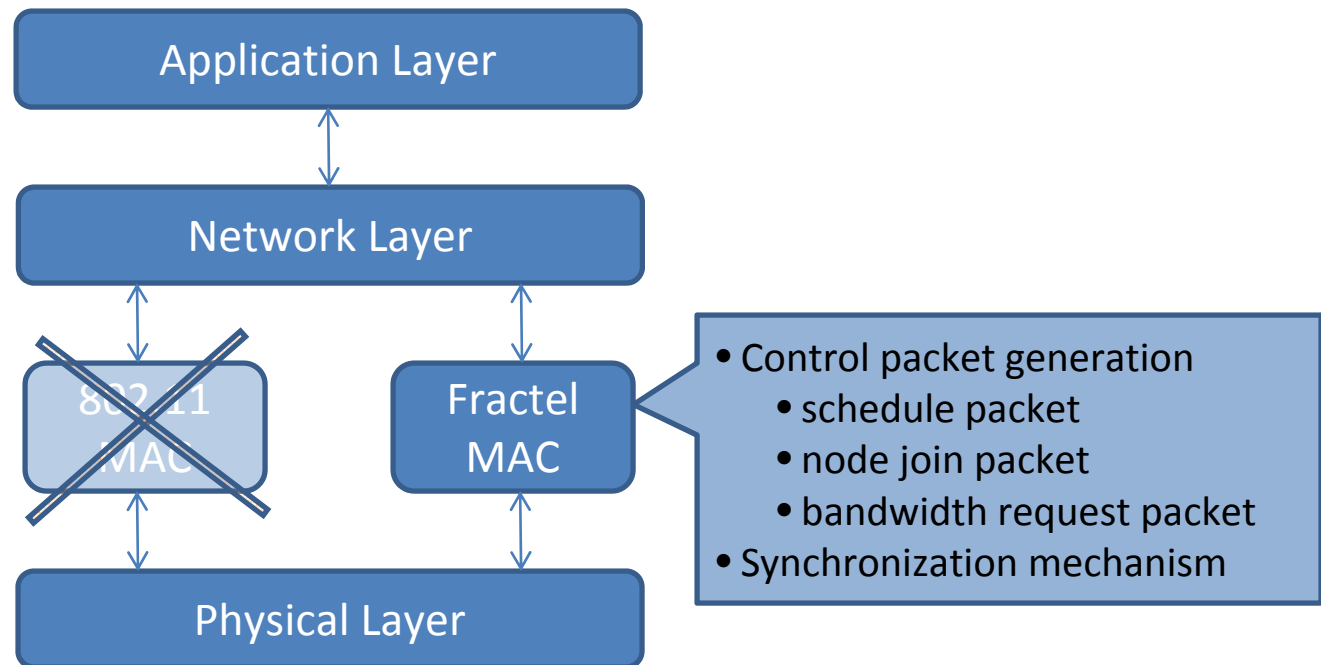 Application Layer
Network Layer
802.11
MAC
Fractel
MAC
• Control packet generation
• schedule packet
• node join packet
• bandwidth request packet
• Synchronization mechanism
Physical Layer